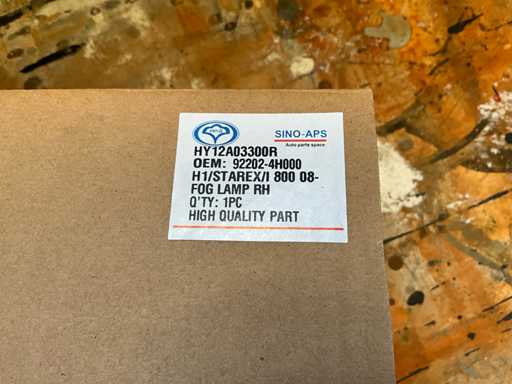 SINO-APS
Auto parts space
HY12A03300R
OEM: 92202-4H000
H1/STAREX/I 800 08-
FOG LAMP RH
Q'TY: 1PC
HIGH QUALITY PART